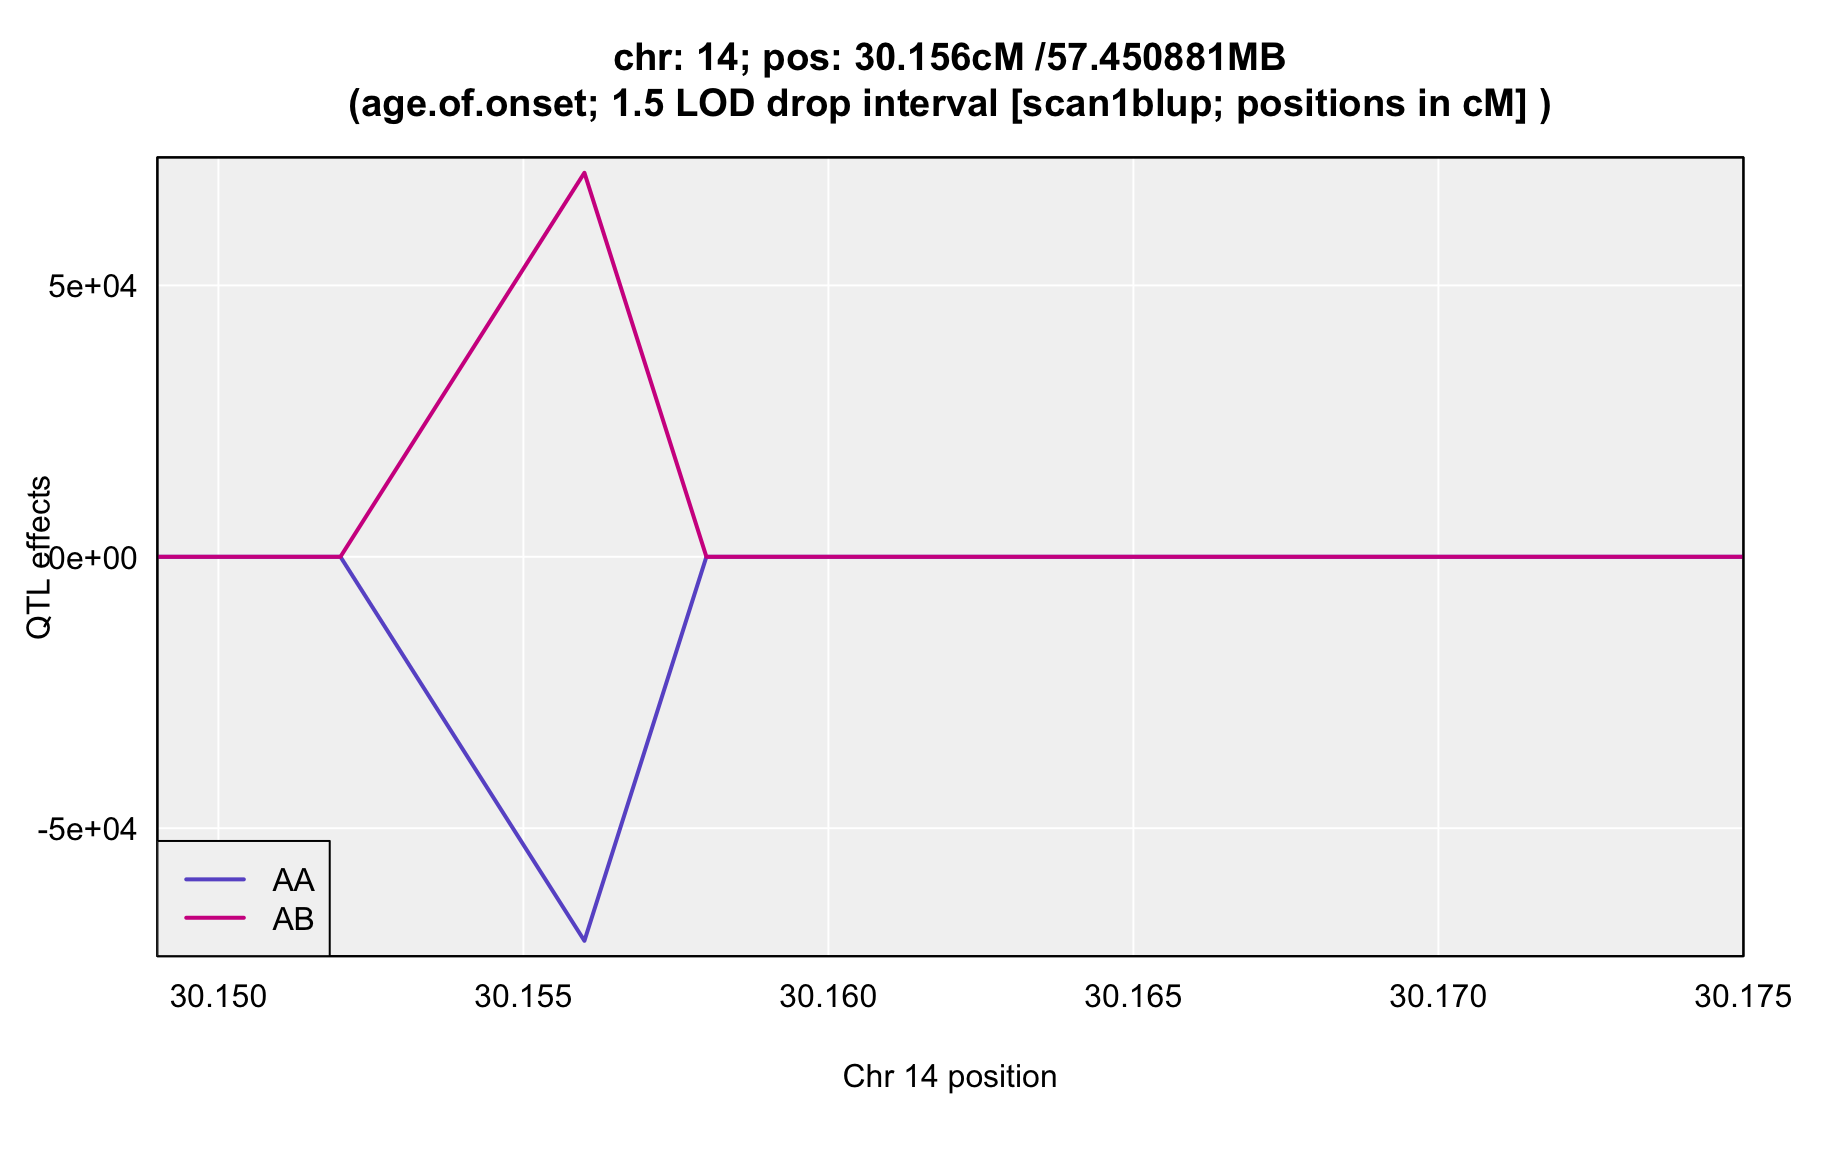 chr: 14; pos: 30.156cM /57.450881MB
(age.of.onset; 1.5 LOD drop interval [scan1blup; positions in cM] )
QTL effects
5e+04
0e+00
-5e+04
AA
AB
30.150 30.155 30.160 30.165 30.170 30.175
Chr 14 position